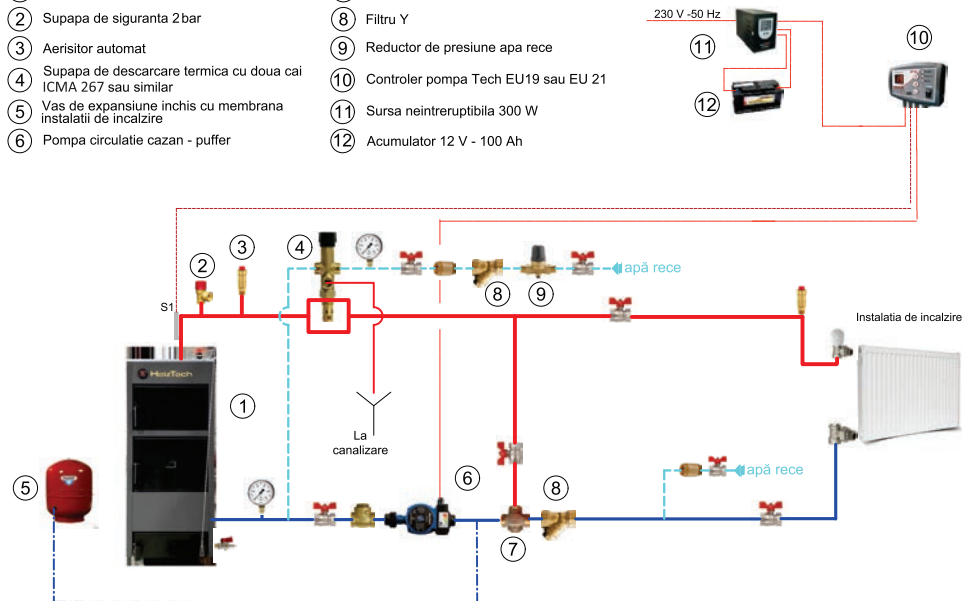 2 Supapa de siguranta 2 bar
3 Aerisitor automat
4 Supapa de descarcare termica cu doua cai
ICMA 267 sau similar
5 Vas de expansiune inchis cu membrana
instalatii de incalzire
6 Pompa circulatie cazan - puffer
8 Filtru Y
9 Reductor de presiune apa rece
10 Controler pompa Tech EU19 sau EU 21
11 Sursa neintreruptibila 300 W
12 Acumulator 12 V - 100 Ah
230 V -50 Hz
11
10
12
2
3
4
8
9
apă rece
S1
Instalatia de incalzire
HolzTech
1
La
canalizare
5
6
8
7
apă rece